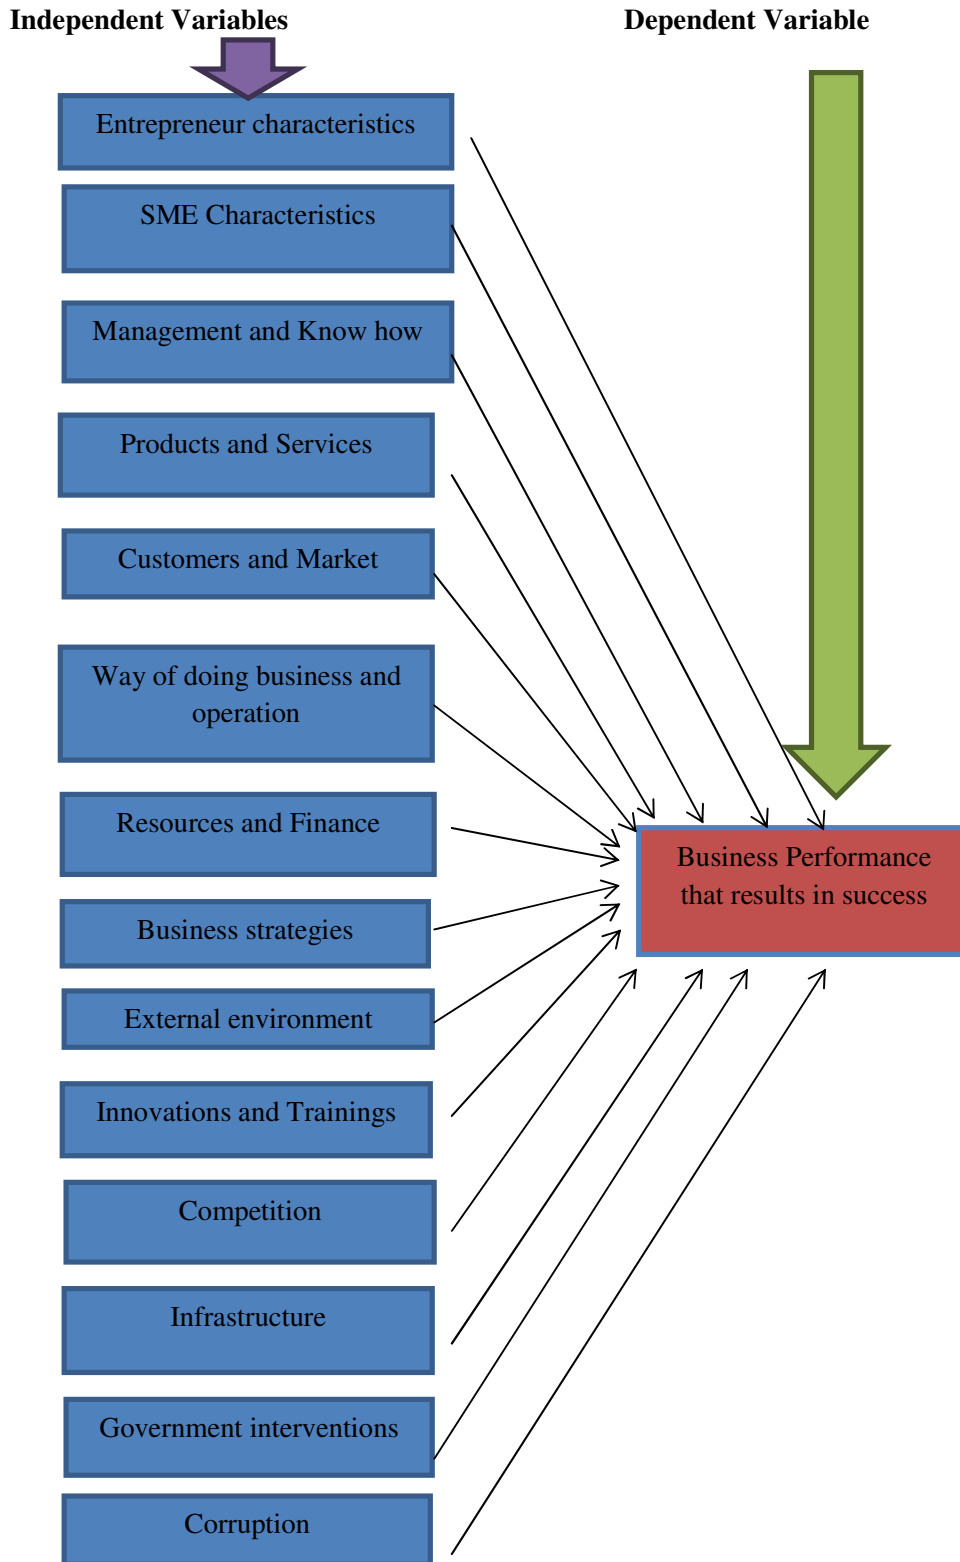 Independent Variables
Dependent Variable
Entrepreneur characteristics
SME Characteristics
Management and Know how
Products and Services
Customers and Market
Way of doing business and
operation
Resources and Finance
Business Performance
that results in success
Business strategies
External environment
Innovations and Trainings
Competition
Infrastructure
Government interventions
Corruption